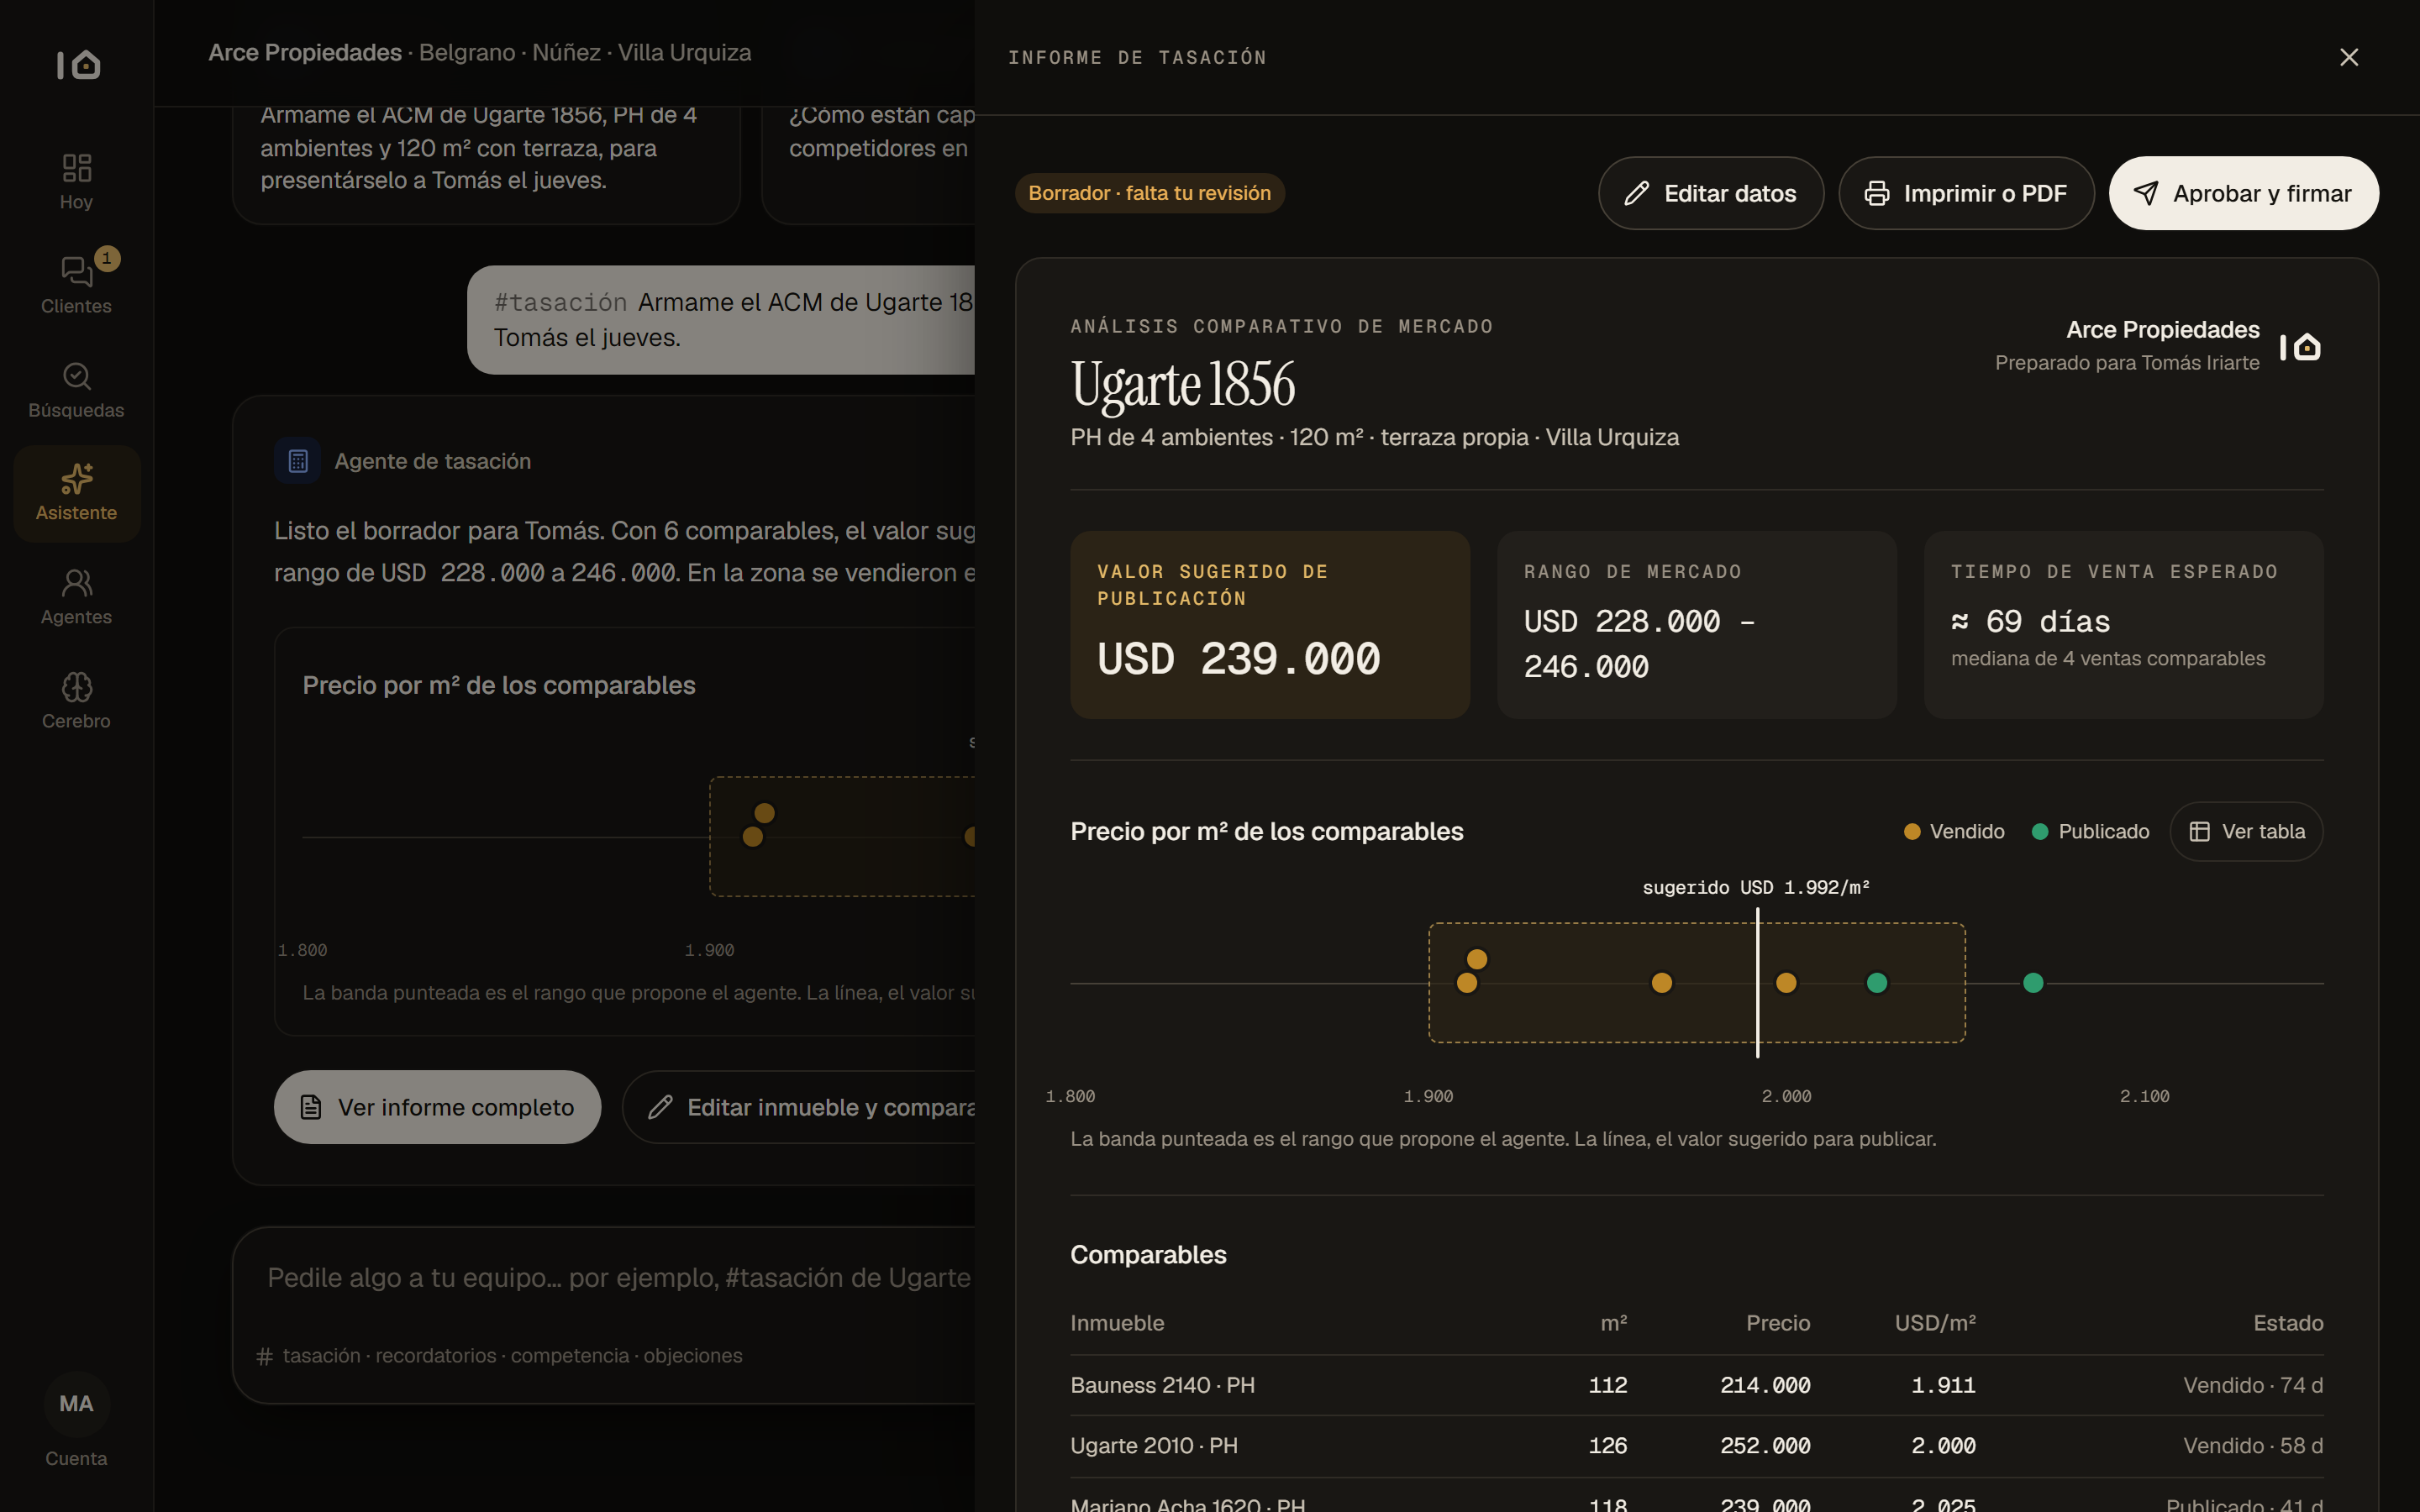 Hoy
Clientes
1
Búsquedas
Asistente
Agentes
Cerebro
MA
Cuenta
Arce Propiedades · Belgrano · Núñez · Villa Urquiza
Armame el ACM de Ugarte 1856, PH de 4
ambientes y 120 m² con terraza, para
presentárselo a Tomás el jueves.
¿Cómo están cap
competidores en
#tasación Armame el ACM de Ugarte 18
Tomás el jueves.
Agente de tasación
Listo el borrador para Tomás. Con 6 comparables, el valor sug
rango de USD 228.000 a 246.000. En la zona se vendieron e
Precio por m² de los comparables
s
1.800
1.900
La banda punteada es el rango que propone el agente. La línea, el valor su
Ver informe completo
Editar inmueble y compara
Pedile algo a tu equipo... por ejemplo, #tasación de Ugarte
# tasación · recordatorios · competencia · objeciones
INFORME DE TASACIÓN
Borrador · falta tu revisión
Editar datos
Imprimir o PDF
Aprobar y firmar
ANÁLISIS COMPARATIVO DE MERCADO
Ugarte 1856
PH de 4 ambientes · 120 m² · terraza propia · Villa Urquiza
Arce Propiedades
Preparado para Tomás Iriarte
VALOR SUGERIDO DE
PUBLICACIÓN
USD 239.000
RANGO DE MERCADO
USD 228.000 –
246.000
TIEMPO DE VENTA ESPERADO
≈ 69 días
mediana de 4 ventas comparables
Precio por m² de los comparables
Vendido
Publicado
Ver tabla
sugerido USD 1.992/m²
1.800
1.900
2.000
2.100
La banda punteada es el rango que propone el agente. La línea, el valor sugerido para publicar.
Comparables
Inmueble m² Precio USD/m² Estado
Bauness 2140 · PH 112 214.000 1.911 Vendido · 74 d
Ugarte 2010 · PH 126 252.000 2.000 Vendido · 58 d
Mariano Acha 1620 · PH 118 239.000 2.025 Publicado · 41 d